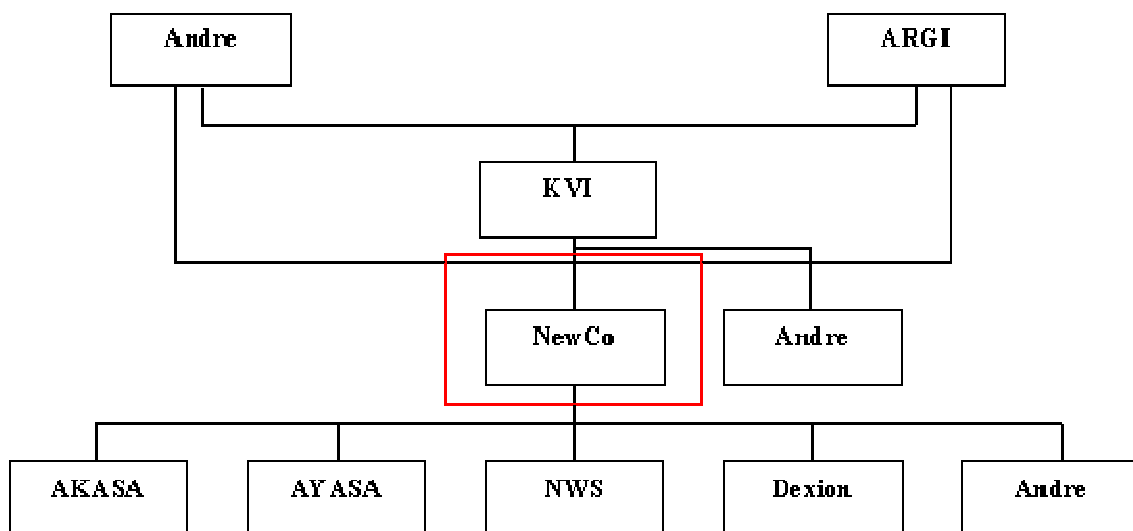 Andre
ARGI
KVI
NewCo
Andre
AKASA
AYASA
NWS
Dexion
Andre